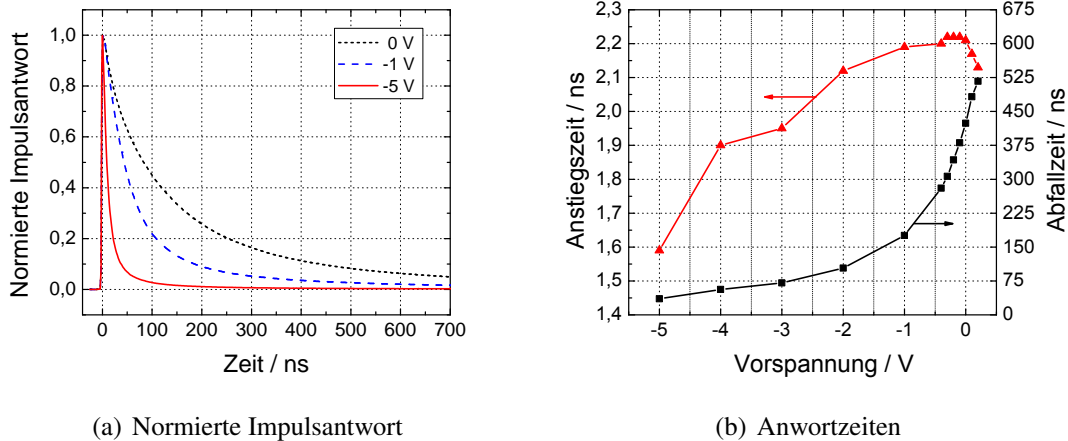 1,0
0,8
0,6
0,4
0,2
0,0
Normierte Impulsantwort
0 V
-1 V
-5 V
0 100 200 300 400 500 600 700
Zeit / ns
(a) Normierte Impulsantwort
2,3
2,2
2,1
2,0
1,9
1,8
1,7
1,6
1,5
1,4
Anstiegszeit / ns
675
600
525
450
375
300
225
150
75
0
Abfallzeit / ns
-5 -4 -3 -2 -1 0
Vorspannung / V
(b) Anwortzeiten